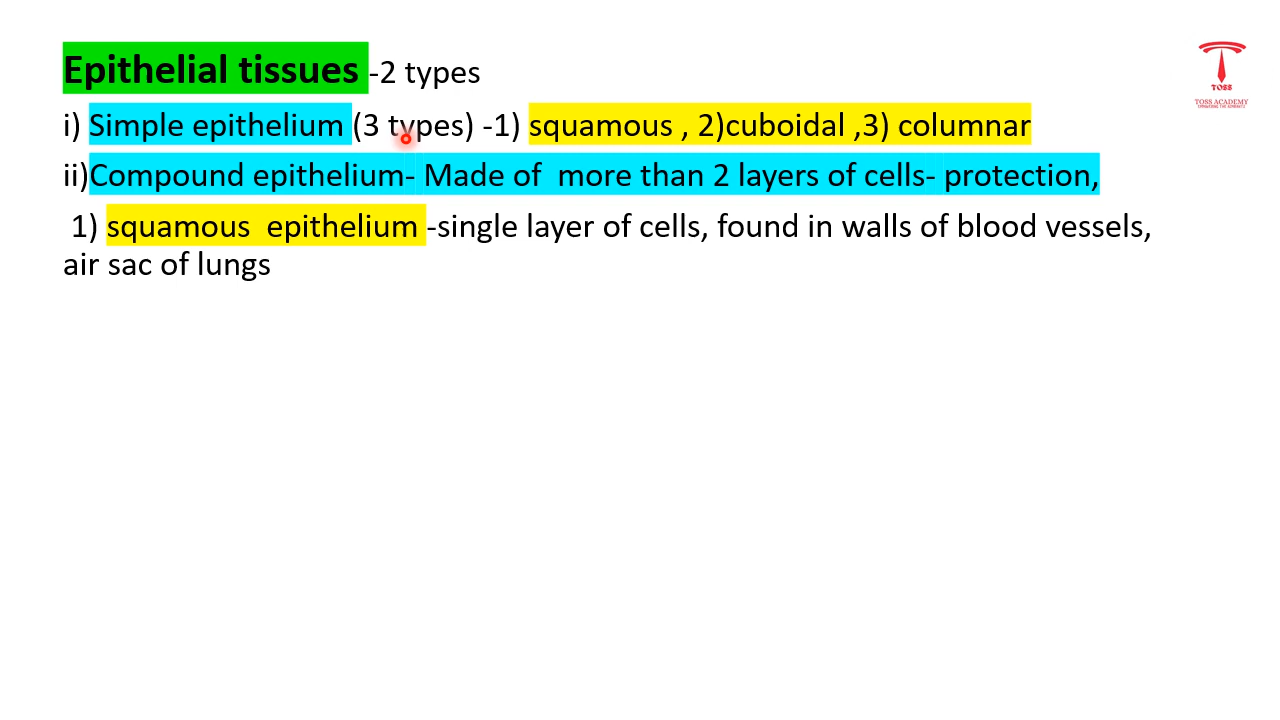 Epithelial tissues -2 types
TOSS
TOSS ACADEMY
i) Simple epithelium (3 types) -1) squamous , 2)cuboidal ,3) columnar
ii)Compound epithelium- Made of more than 2 layers of cells- protection,
1) squamous epithelium -single layer of cells, found in walls of blood vessels,
air sac of lungs